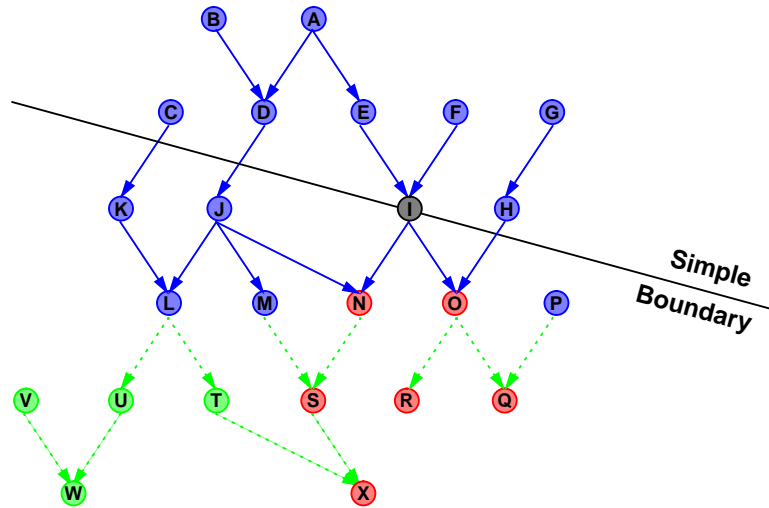 B A
C D E F G
K J I H
Simple
Boundary
L M N O P
V U T S R Q
W X